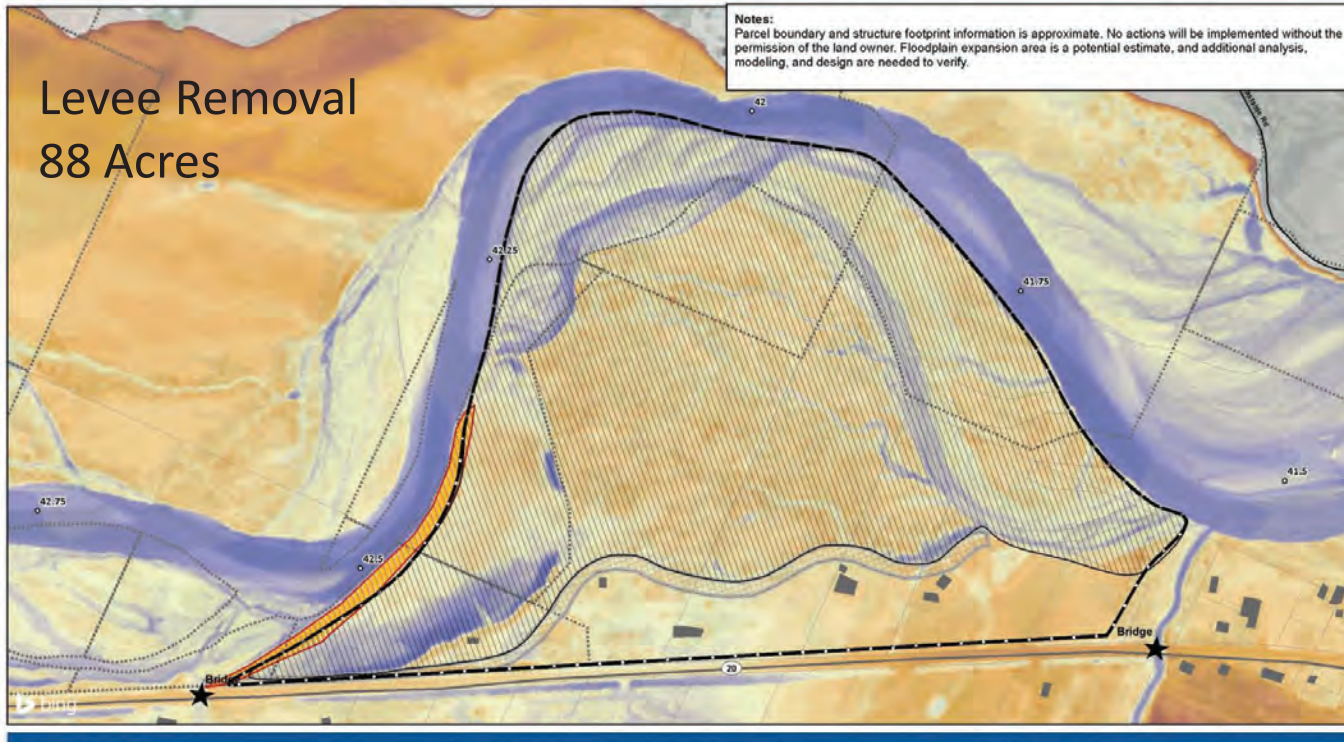 Notes:
Parcel boundary and structure footprint information is approximate. No actions will be implemented without the
permission of the land owner. Floodplain expansion area is a potential estimate, and additional analysis,
modeling, and design are needed to verify.
Levee Removal
88 Acres
42
42.25
41.75
42.75
41.5
42.5
Bridge
20
bing